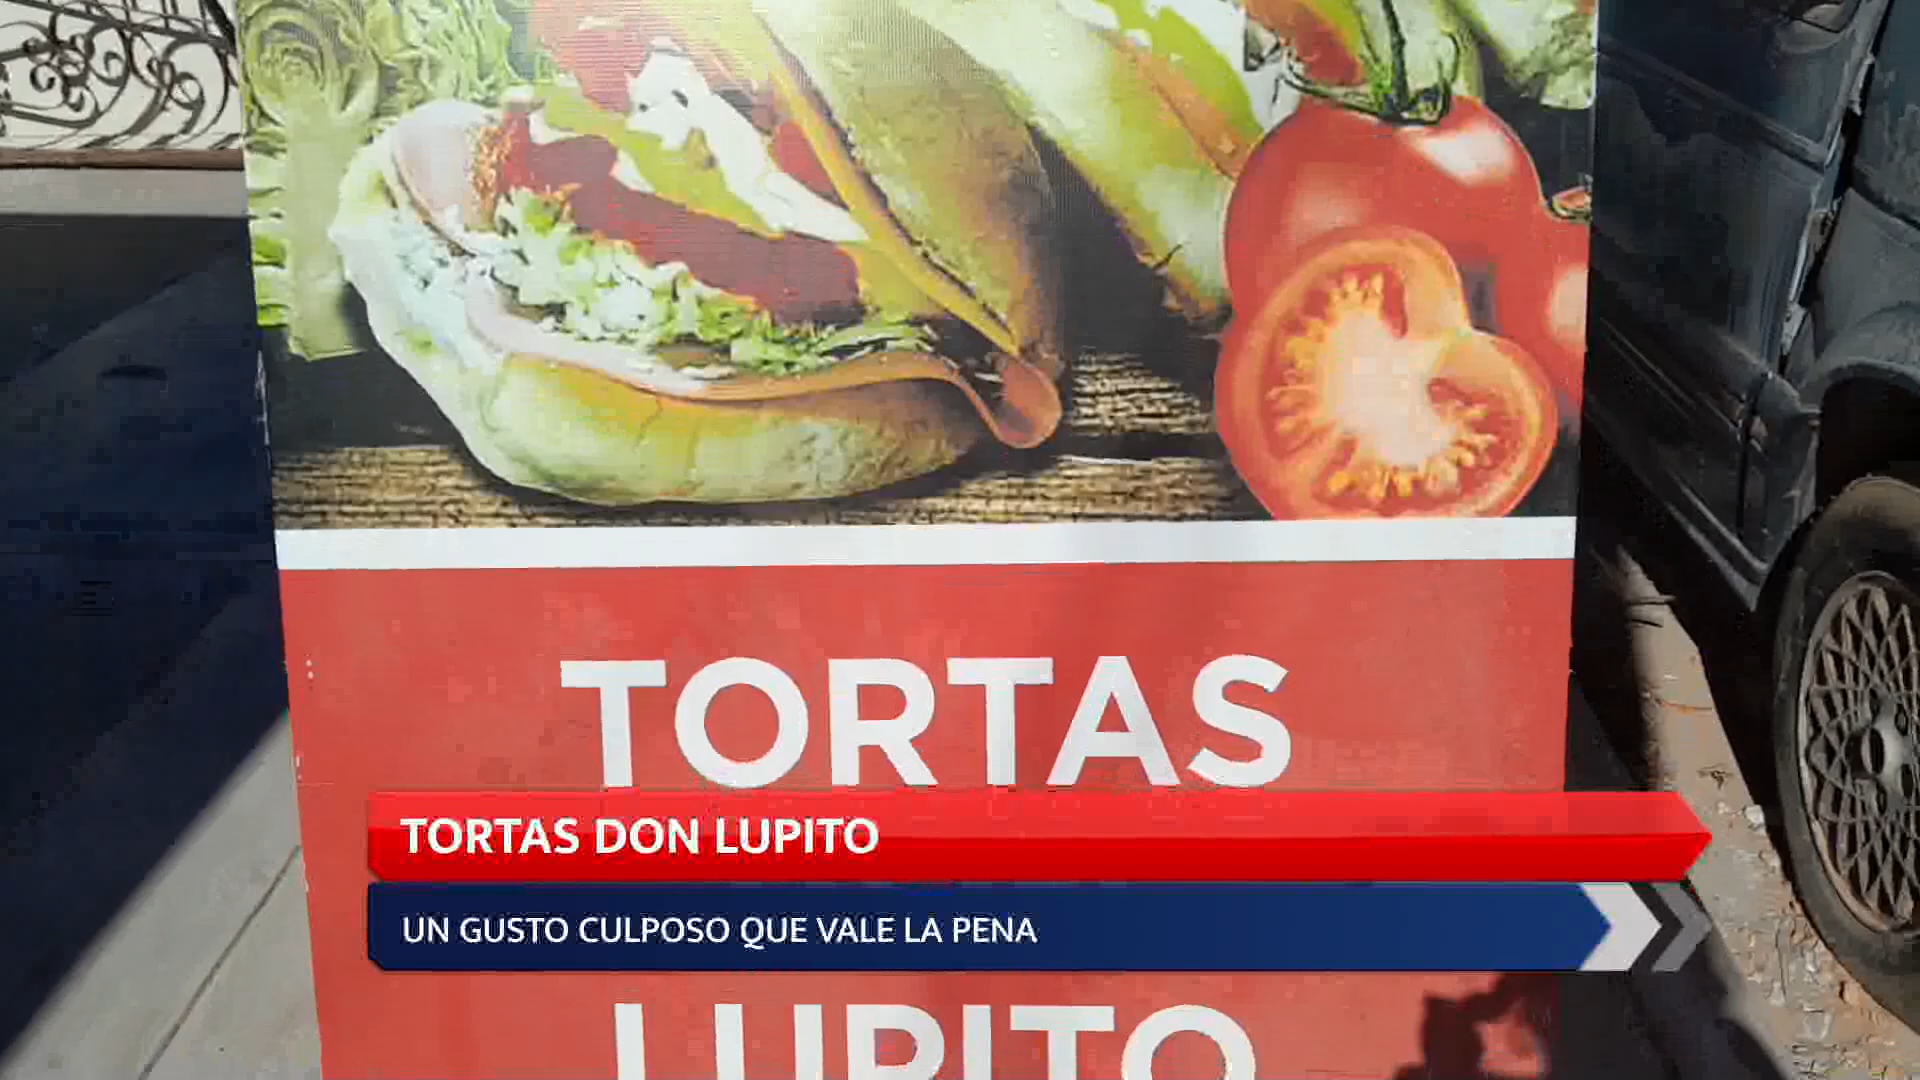 TORTAS
TORTAS DON LUPITO
UN GUSTO CULPOSO QUE VALE LA PENA
LUPITO